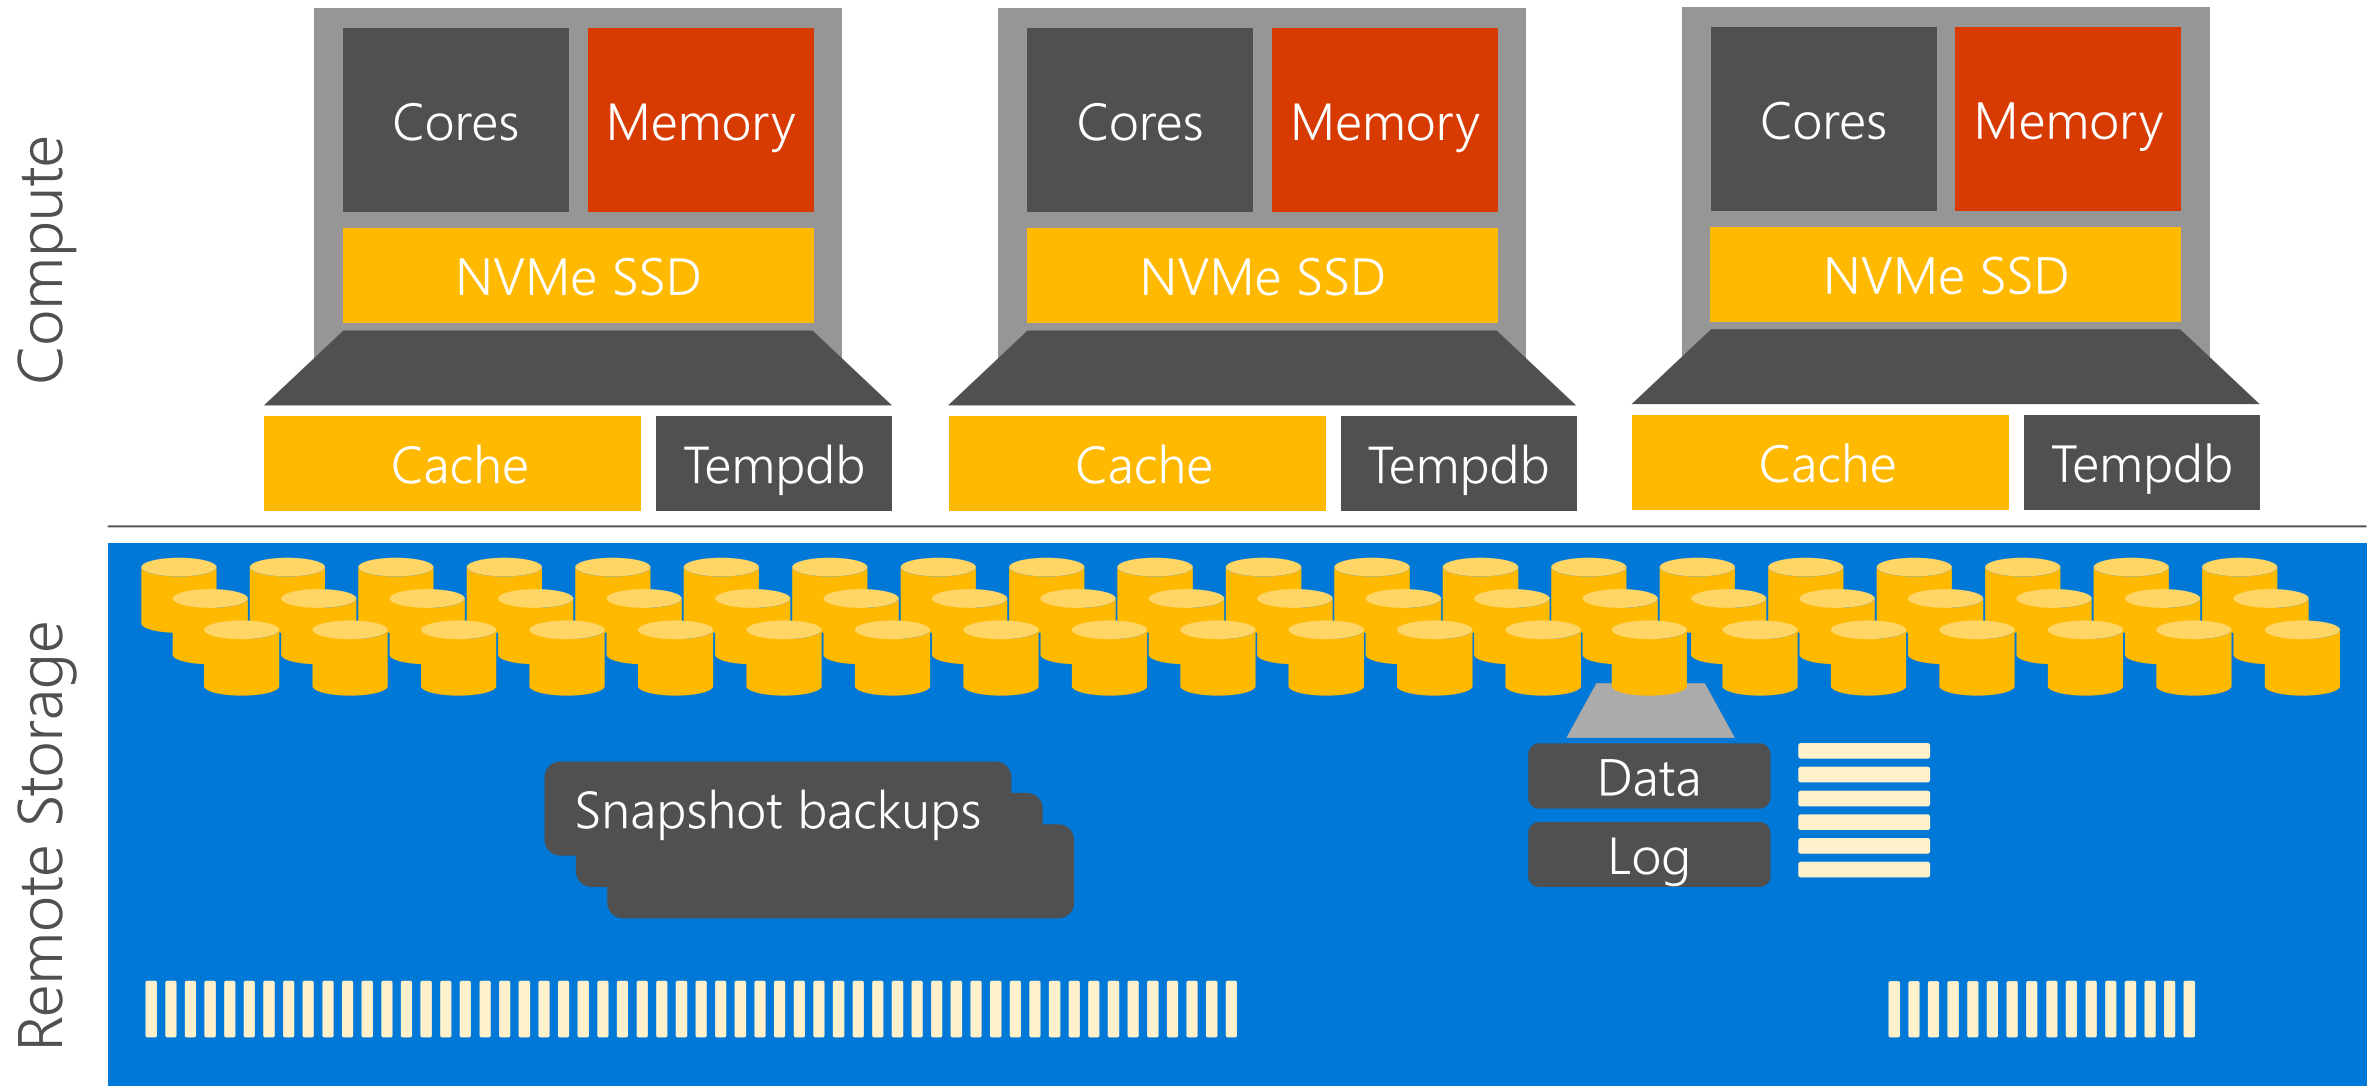 Compute
Cores
Memory
NVMe SSD
Cache
Tempdb
Cores
Memory
NVMe SSD
Cache
Tempdb
Cores
Memory
NVMe SSD
Cache
Tempdb
Remote Storage
Snapshot backups
Data
Log